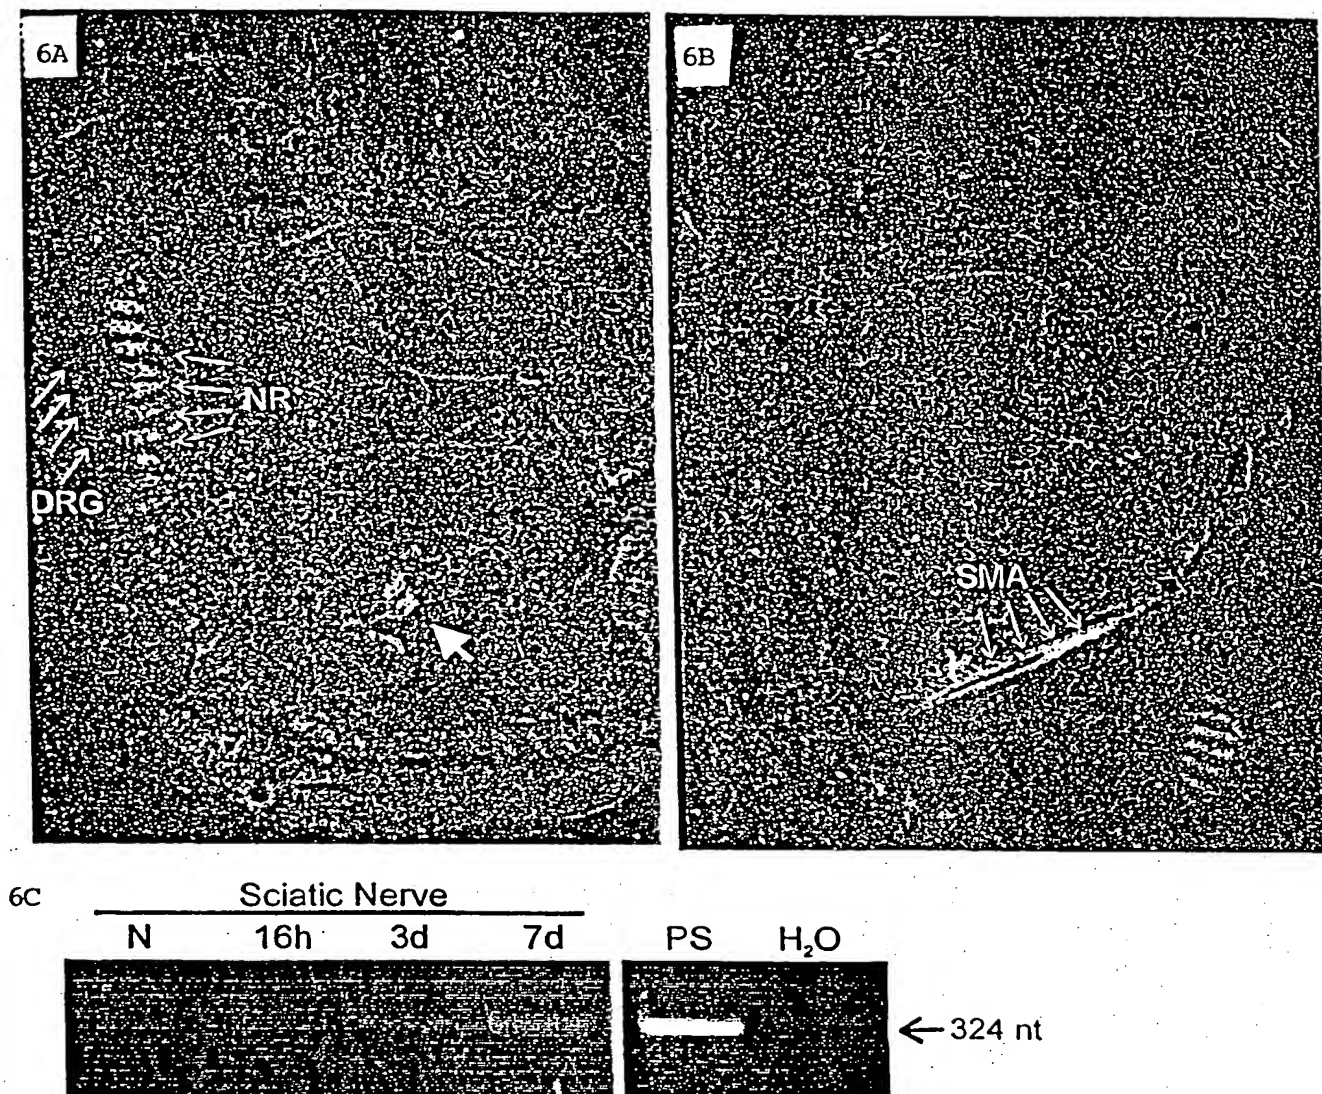 6A
6B
NR
DRG
SMA
6C
Sciatic Nerve
N 16h 3d 7d PS H₂O
324 nt